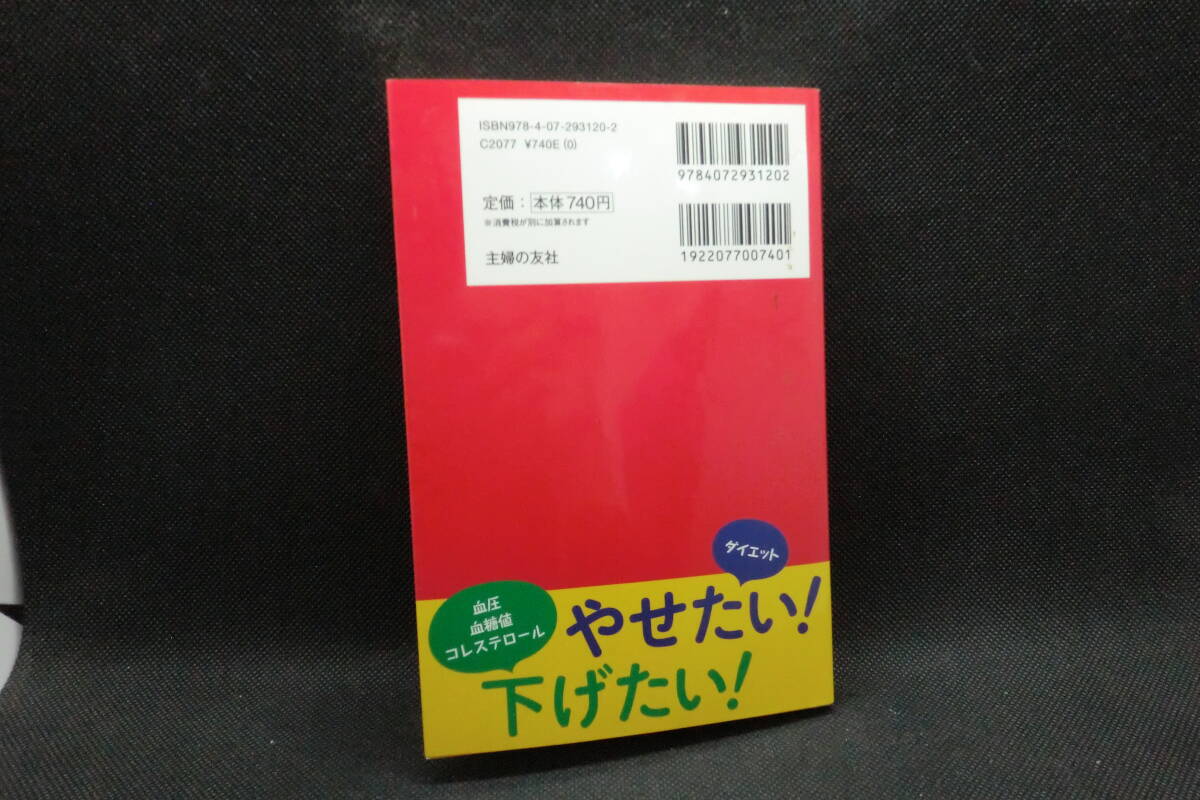 ISBN978-4-07-293120-2
C2077 ¥740E (0)
9784072931202
定価：本体740円
※消費税が別に加算されます
1922077007401
主婦の友社
ダイエット
やせたい！
血圧
血糖値
コレステロール
下げたい！